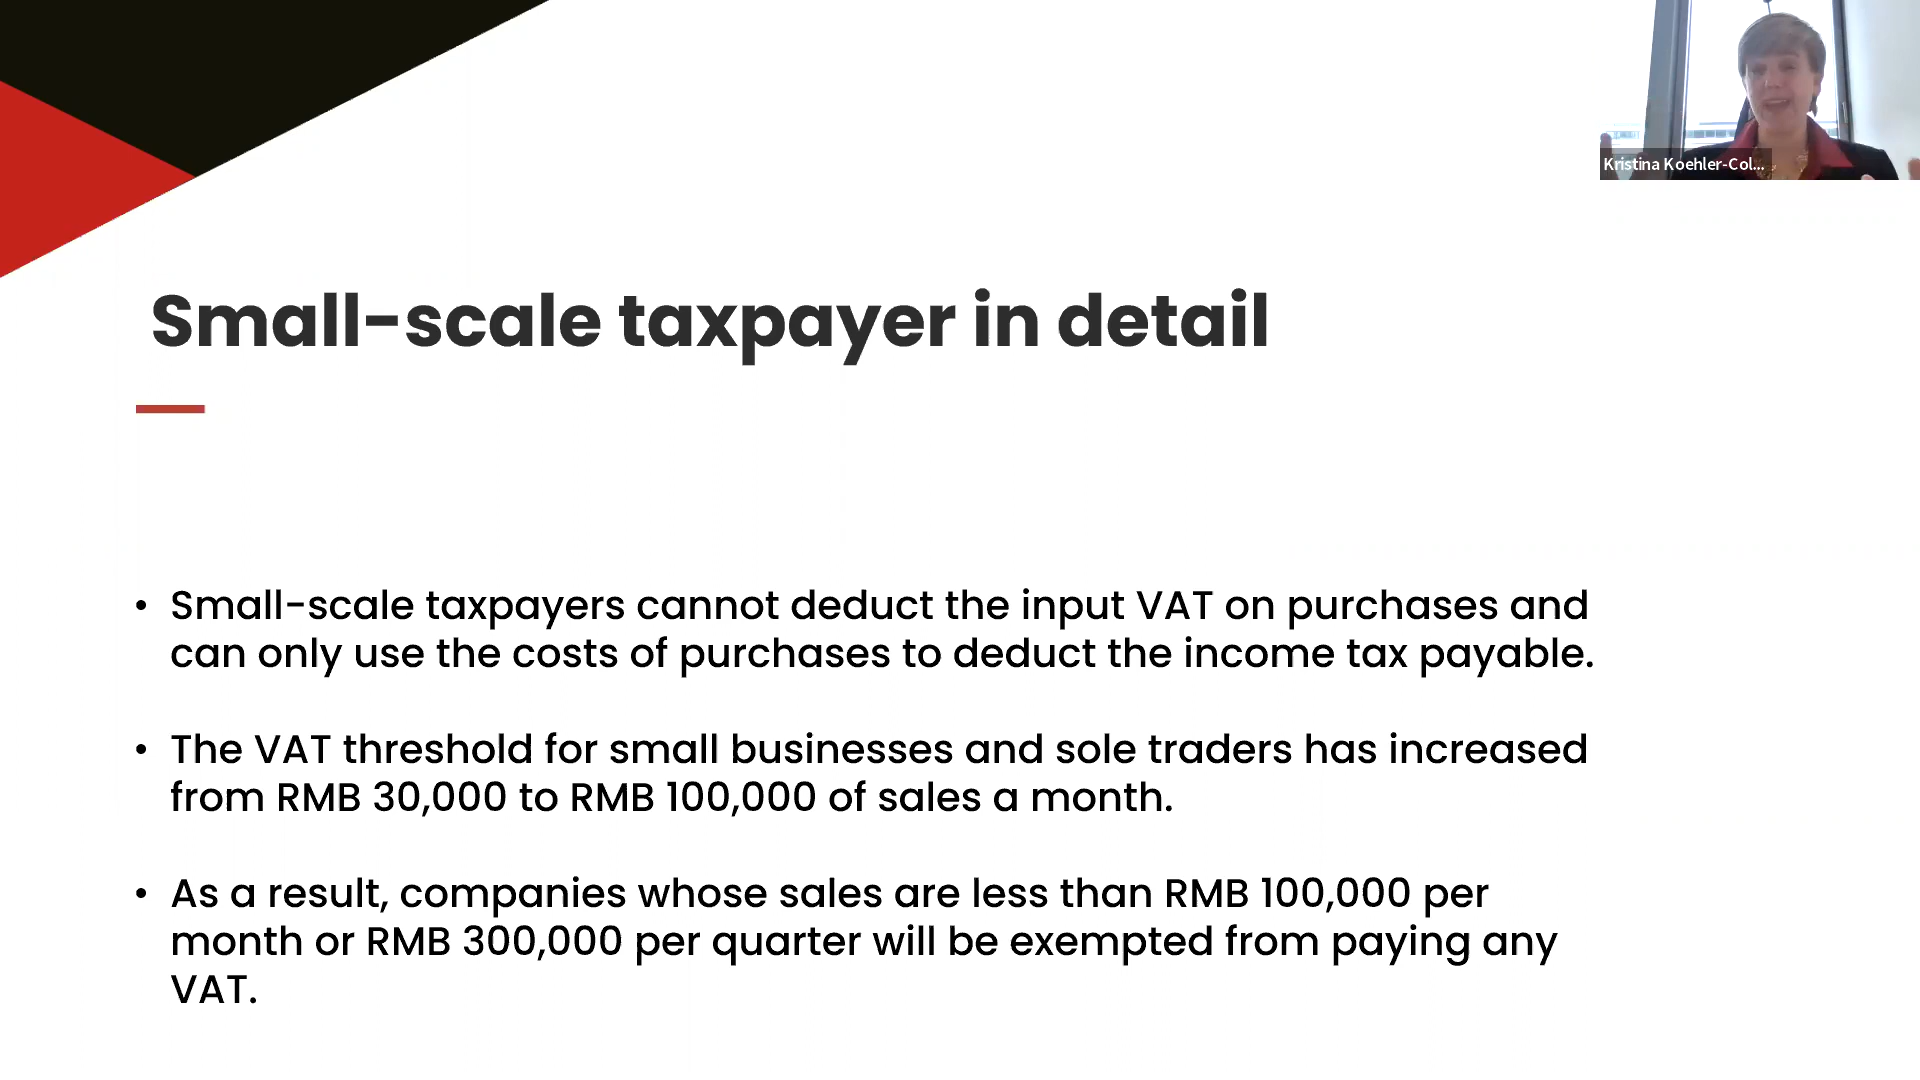 Kristina Koehler-Col...
Small-scale taxpayer in detail
• Small-scale taxpayers cannot deduct the input VAT on purchases and
can only use the costs of purchases to deduct the income tax payable.
• The VAT threshold for small businesses and sole traders has increased
from RMB 30,000 to RMB 100,000 of sales a month.
• As a result, companies whose sales are less than RMB 100,000 per
month or RMB 300,000 per quarter will be exempted from paying any
VAT.